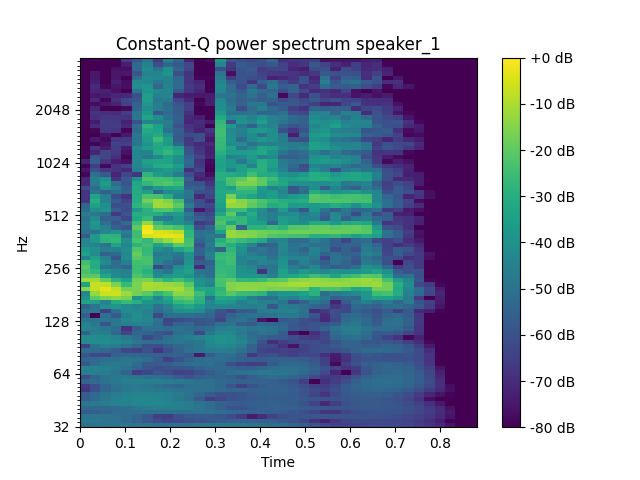 Constant-Q power spectrum speaker_1
Hz
2048
1024
512
256
128
64
32
0 0.1 0.2 0.3 0.4 0.5 0.6 0.7 0.8
Time
+0 dB
-10 dB
-20 dB
-30 dB
-40 dB
-50 dB
-60 dB
-70 dB
-80 dB